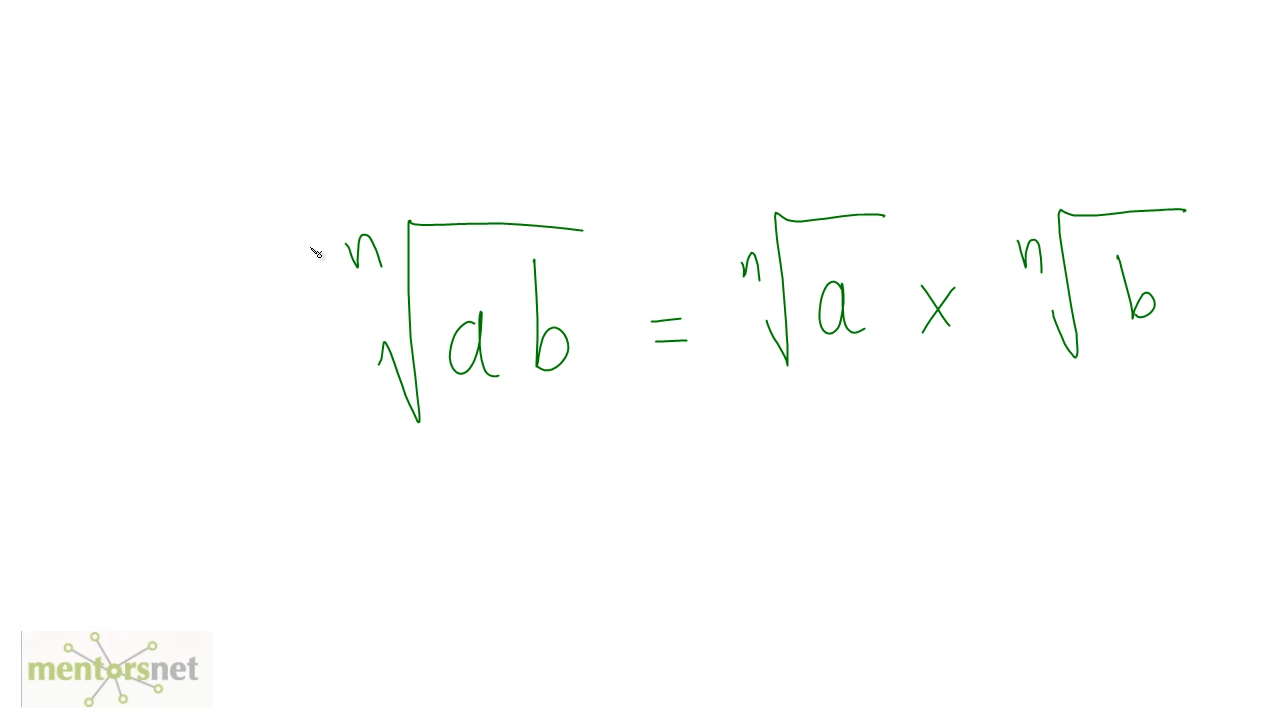 ⁿ√ab = ⁿ√a × ⁿ√b
mentorsnet